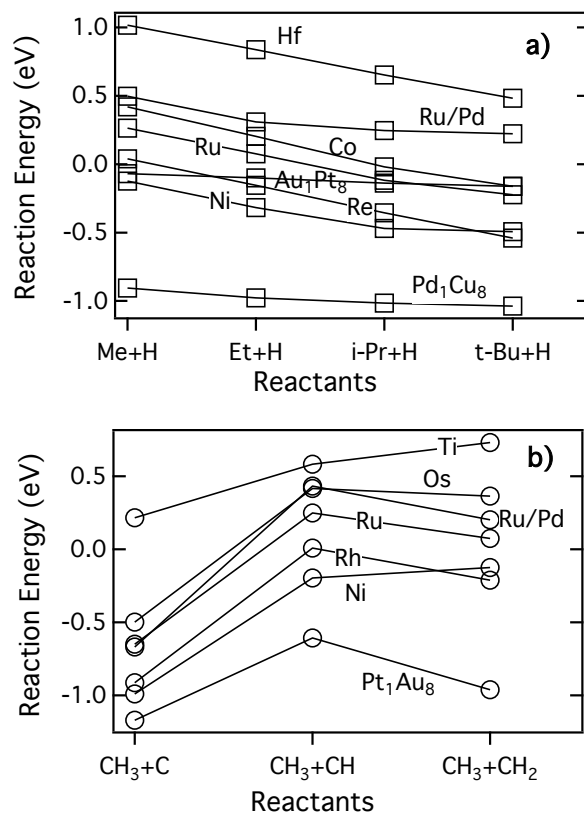 a)
1.0
0.5
0.0
-0.5
-1.0
Reaction Energy (eV)
Hf
Ru/Pd
Ru
Co
Au₁Pt₈
Ni
Re
Pd₁Cu₈
Me+H Et+H i-Pr+H t-Bu+H
Reactants
b)
0.5
0.0
-0.5
-1.0
Reaction Energy (eV)
Ti
Os
Ru/Pd
Ru
Rh
Ni
Pt₁Au₈
CH₃+C CH₃+CH CH₃+CH₂
Reactants